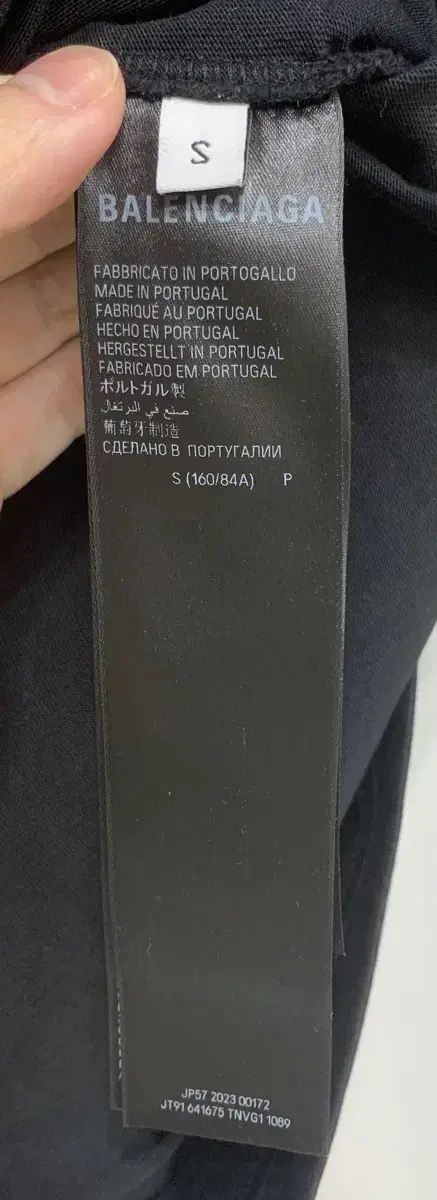 S
BALENCIAGA
FABBRICATO IN PORTOGALLO
MADE IN PORTUGAL
FABRIQUÉ AU PORTUGAL
HECHO EN PORTUGAL
HERGESTELLT IN PORTUGAL
FABRICADO EM PORTUGAL
ポルトガル製
صنع في البرتغال
葡萄牙制造
СДЕЛАНО В ПОРТУГАЛИИ
S (160/84A) P
JP57 2023 00172
JT91 641675 TNVG1 1089